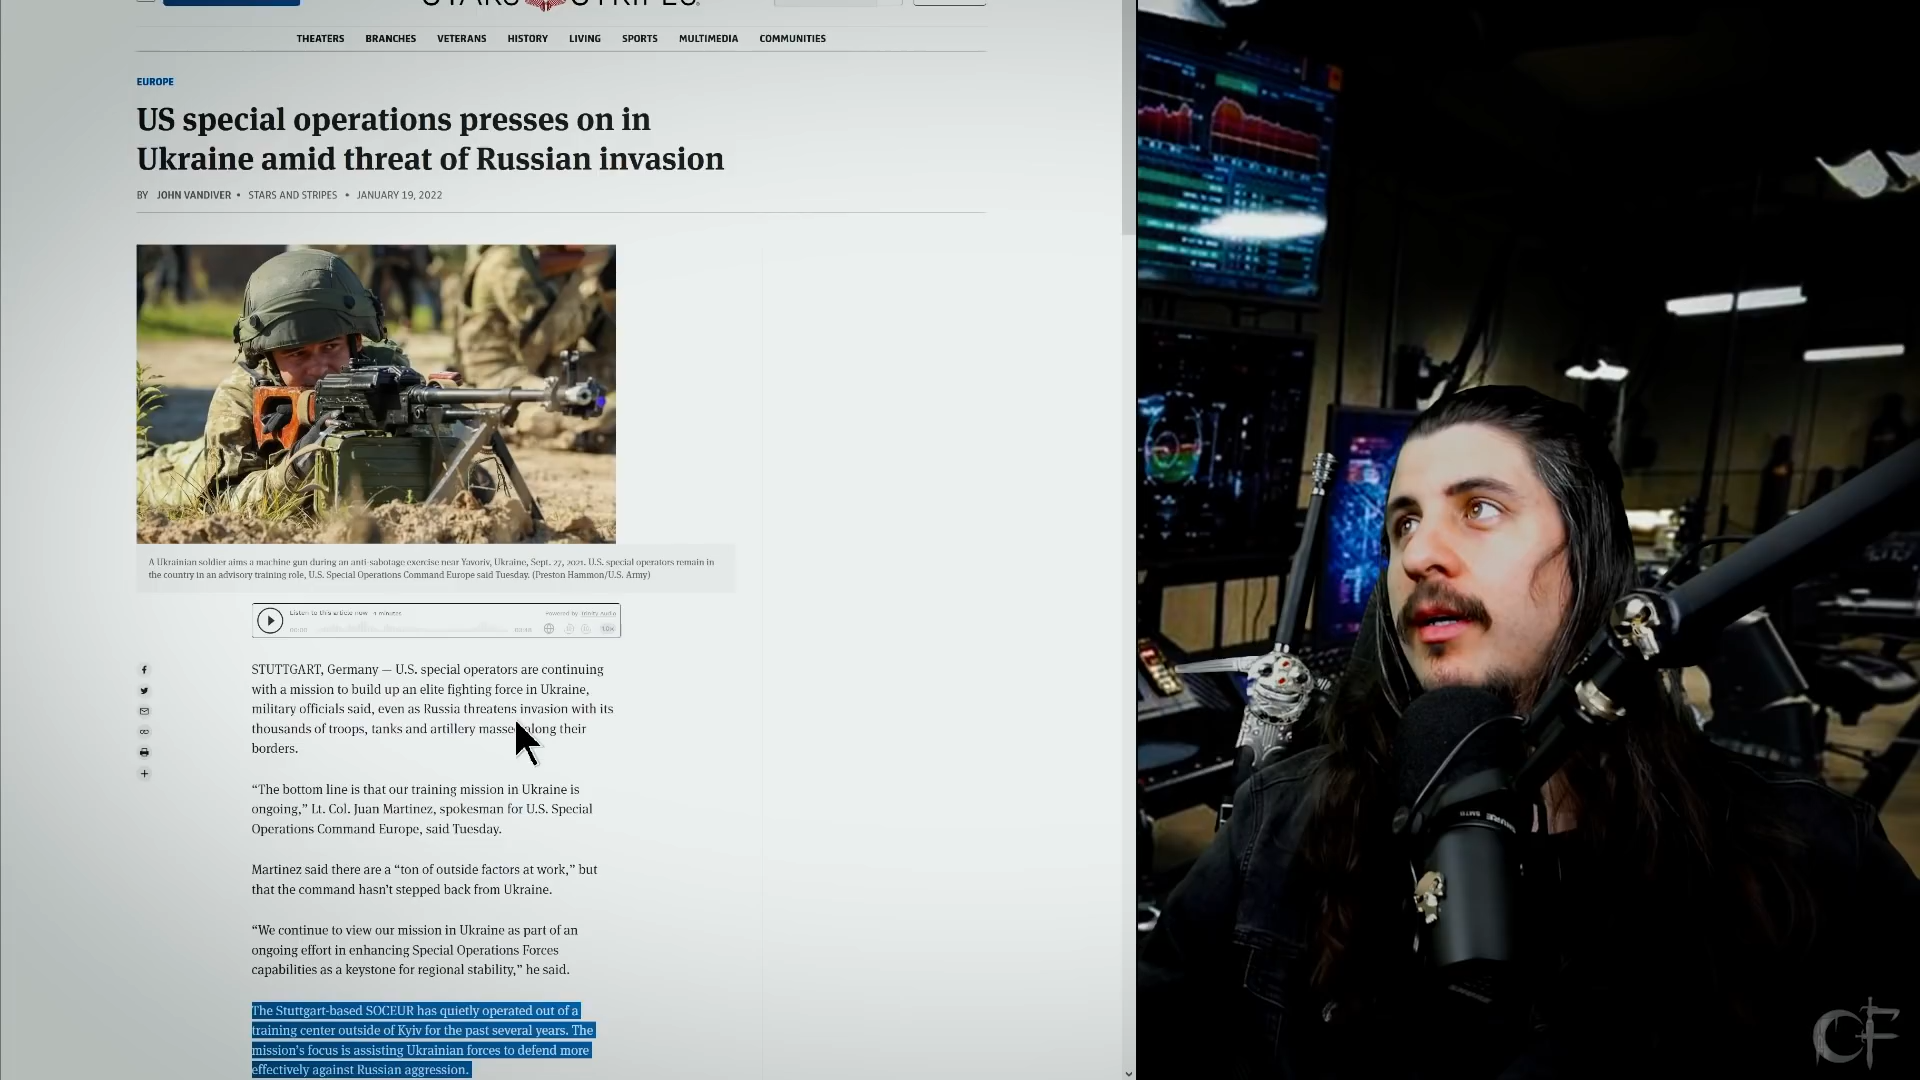 STARS STRIPES
THEATERS BRANCHES VETERANS HISTORY LIVING SPORTS MULTIMEDIA COMMUNITIES
EUROPE
US special operations presses on in
Ukraine amid threat of Russian invasion
BY JOHN VANDIVER • STARS AND STRIPES • JANUARY 19, 2022
A Ukrainian soldier aims a machine gun during an anti-sabotage exercise near Yavoriv, Ukraine, Sept. 27, 2021. U.S. special operators remain in
the country in an advisory training role, U.S. Special Operations Command Europe said Tuesday. (Preston Hammon/U.S. Army)
Listen to this article now 4 minutes Powered by Trinity Audio
00:00 1.0x
STUTTGART, Germany — U.S. special operators are continuing
with a mission to build up an elite fighting force in Ukraine,
military officials said, even as Russia threatens invasion with its
thousands of troops, tanks and artillery masse along their
borders.
“The bottom line is that our training mission in Ukraine is
ongoing,” Lt. Col. Juan Martinez, spokesman for U.S. Special
Operations Command Europe, said Tuesday.
Martinez said there are a “ton of outside factors at work,” but
that the command hasn’t stepped back from Ukraine.
“We continue to view our mission in Ukraine as part of an
ongoing effort in enhancing Special Operations Forces
capabilities as a keystone for regional stability,” he said.
The Stuttgart-based SOCEUR has quietly operated out of a
training center outside of Kyiv for the past several years. The
mission’s focus is assisting Ukrainian forces to defend more
effectively against Russian aggression.
CF